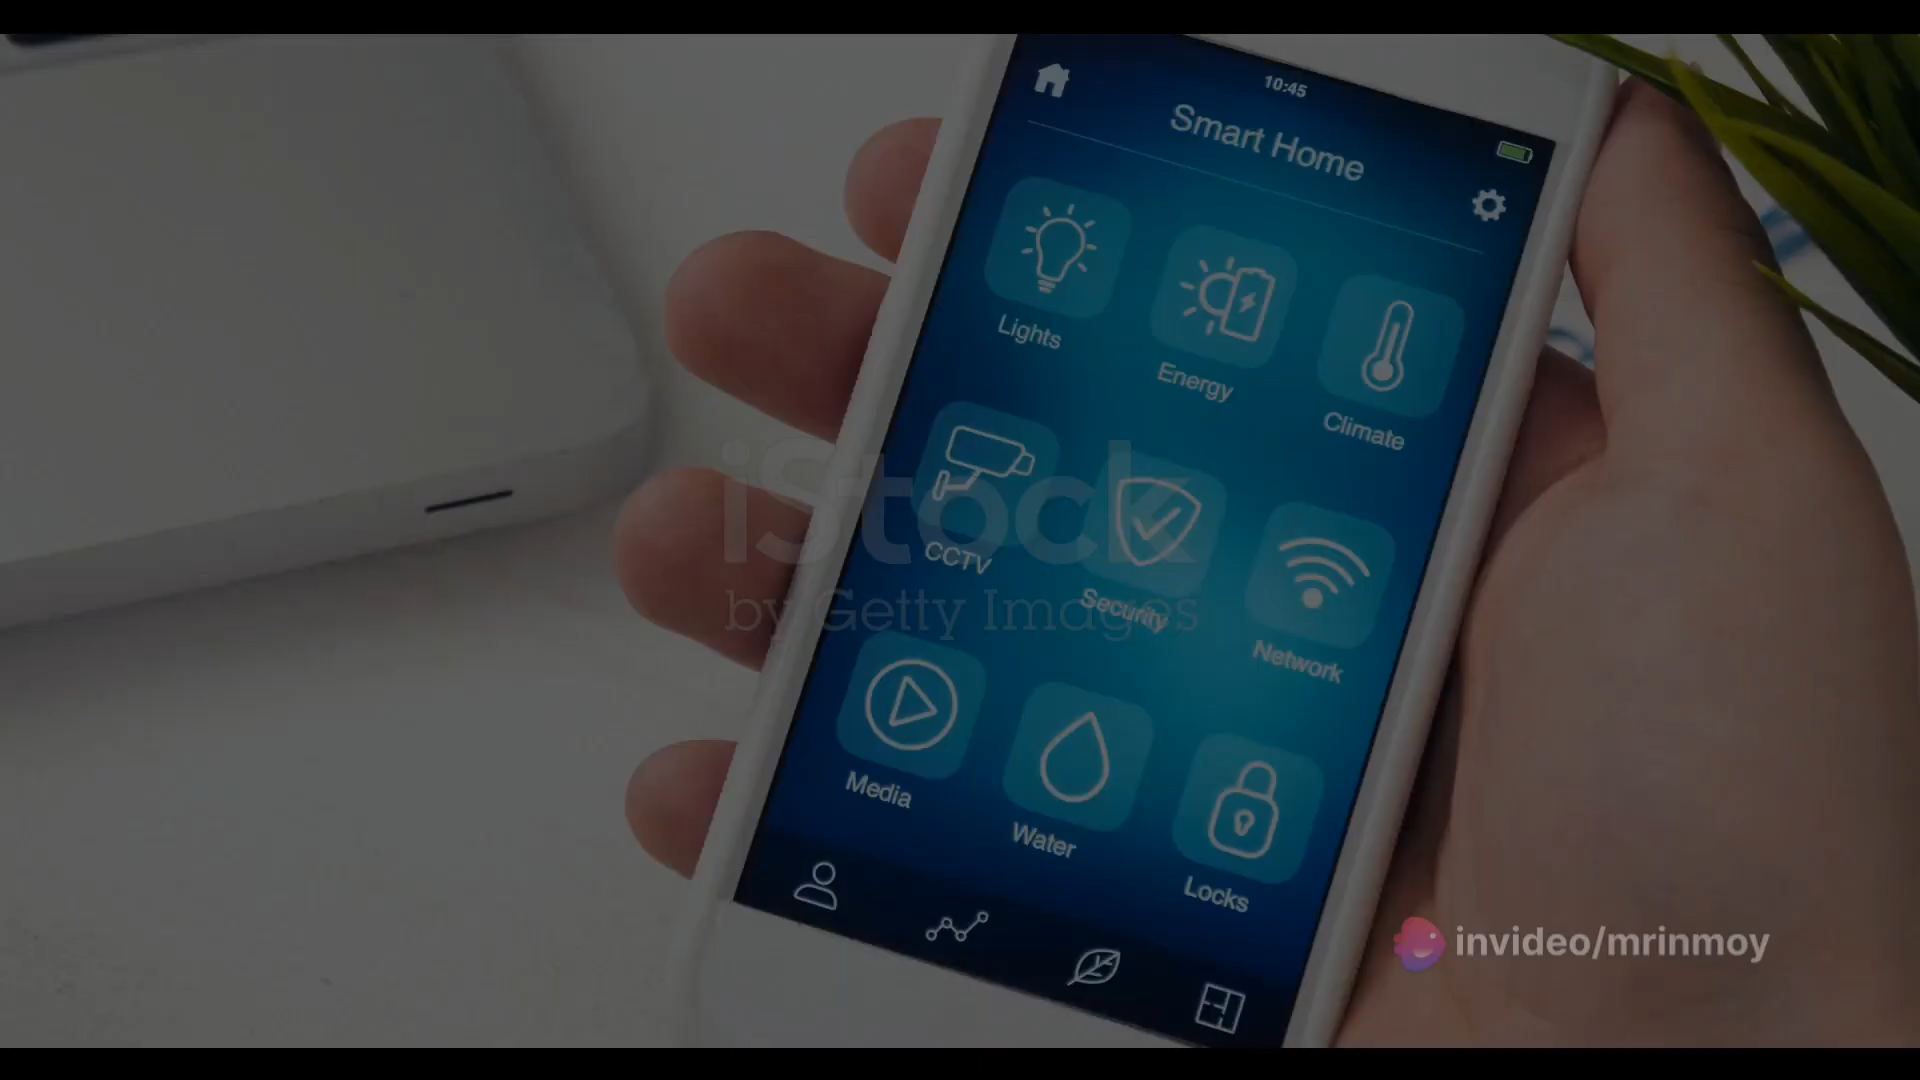 10:45
Smart Home
Lights
Energy
Climate
CCTV
Security
Network
Media
Water
Locks
iStock
by Getty Images
invideo/mrinmoy